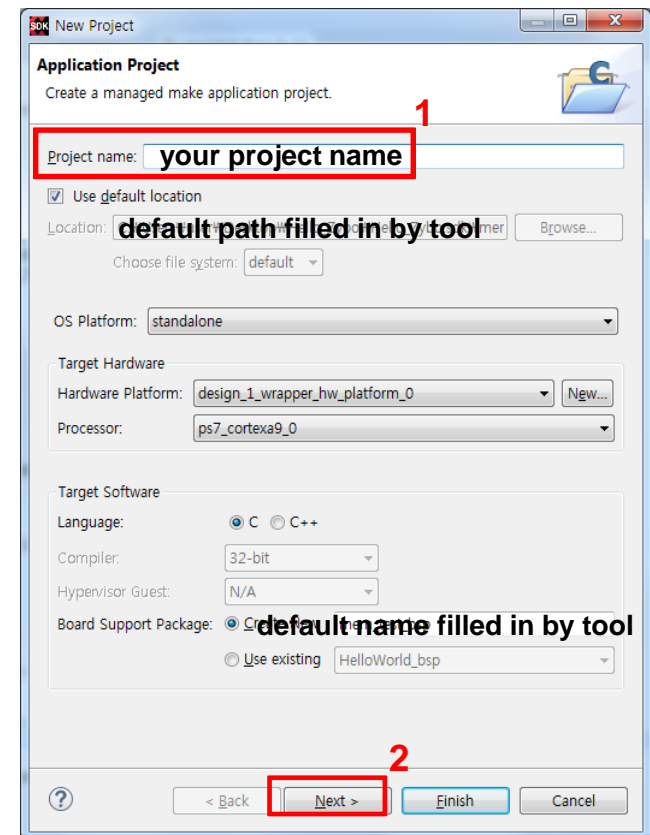 SDK New Project
Application Project
Create a managed make application project.
1
Project name: your project name
Use default location
Location: default path filled in by tool Browse...
Choose file system: default
OS Platform: standalone
Target Hardware
Hardware Platform: design_1_wrapper_hw_platform_0 New...
Processor: ps7_cortexa9_0
Target Software
Language: C C++
Compiler: 32-bit
Hypervisor Guest: N/A
Board Support Package: default name filled in by tool
Use existing HelloWorld_bsp
2
? < Back Next > Finish Cancel